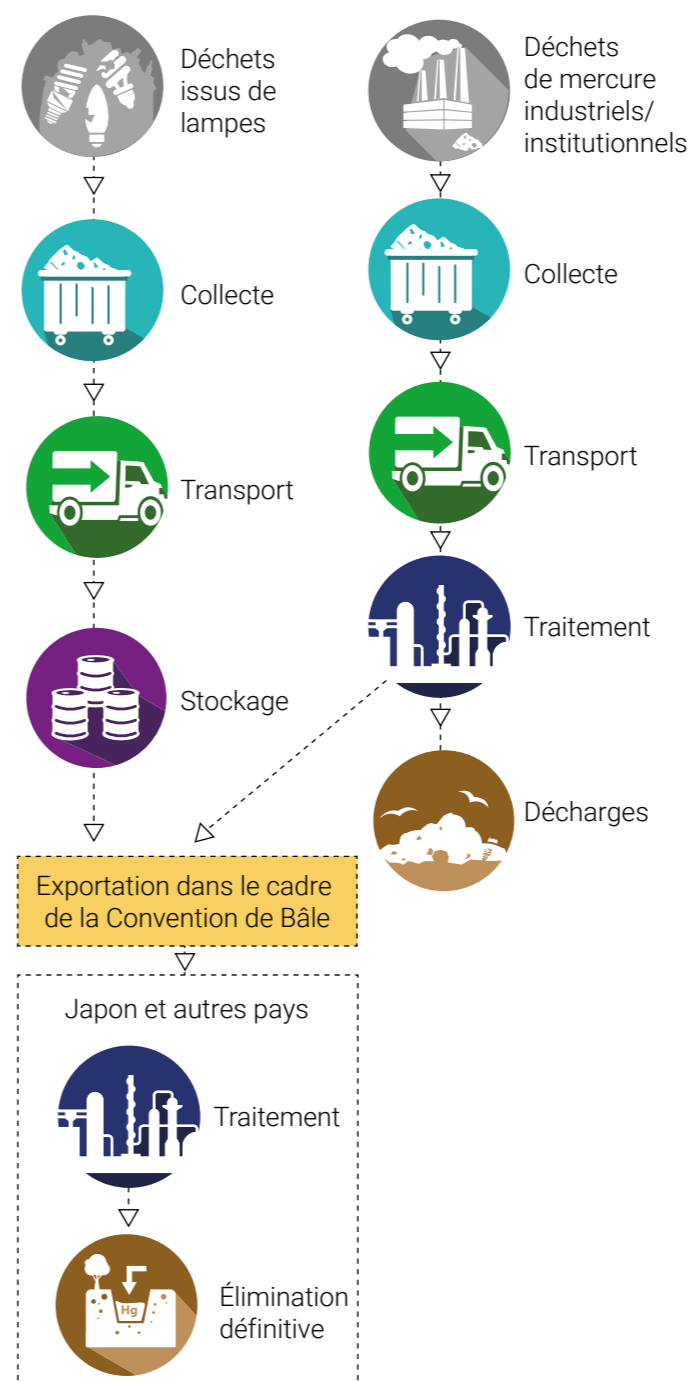 Déchets
issus de
lampes
Collecte
Transport
Stockage
Déchets
de mercure
industriels/
institutionnels
Collecte
Transport
Traitement
Décharges
Exportation dans le cadre
de la Convention de Bâle
Japon et autres pays
Traitement
Élimination
définitive
Hg